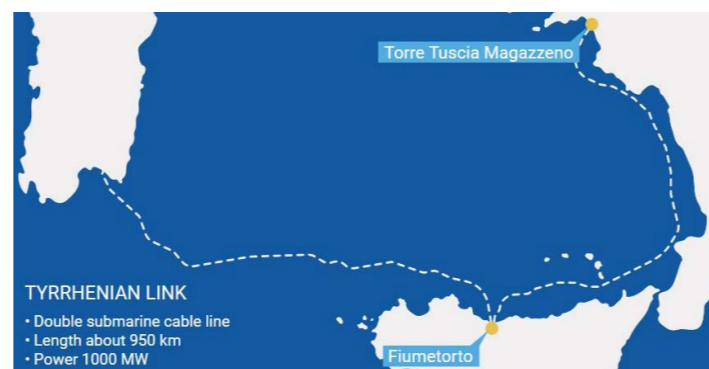 Torre Tuscia Magazzeno
TYRRHENIAN LINK
• Double submarine cable line
• Length about 950 km
• Power 1000 MW
Fiumetorto